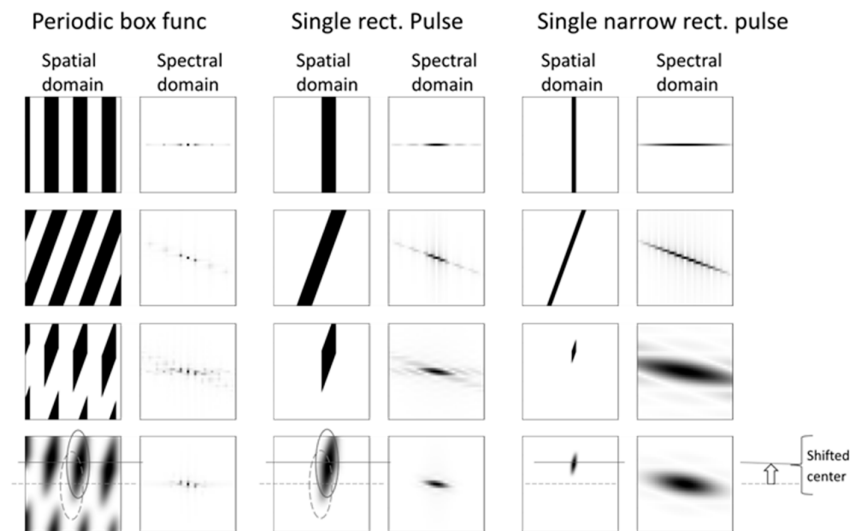 Periodic box func
Single rect. Pulse
Single narrow rect. pulse
Spatial domain
Spectral domain
Spatial domain
Spectral domain
Spatial domain
Spectral domain
Shifted
center